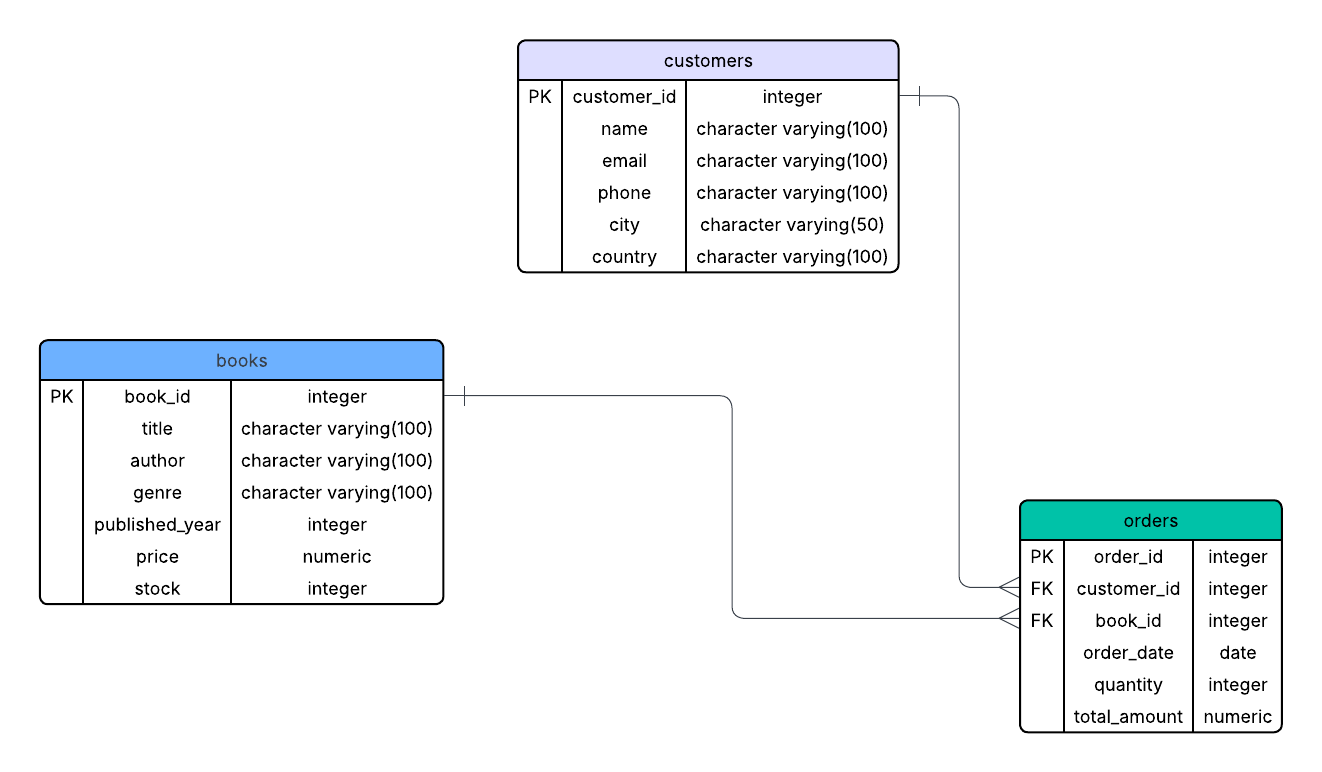 customers
PK customer_id integer
name character varying(100)
email character varying(100)
phone character varying(100)
city character varying(50)
country character varying(100)
books
PK book_id integer
title character varying(100)
author character varying(100)
genre character varying(100)
published_year integer
price numeric
stock integer
orders
PK order_id integer
FK customer_id integer
FK book_id integer
order_date date
quantity integer
total_amount numeric